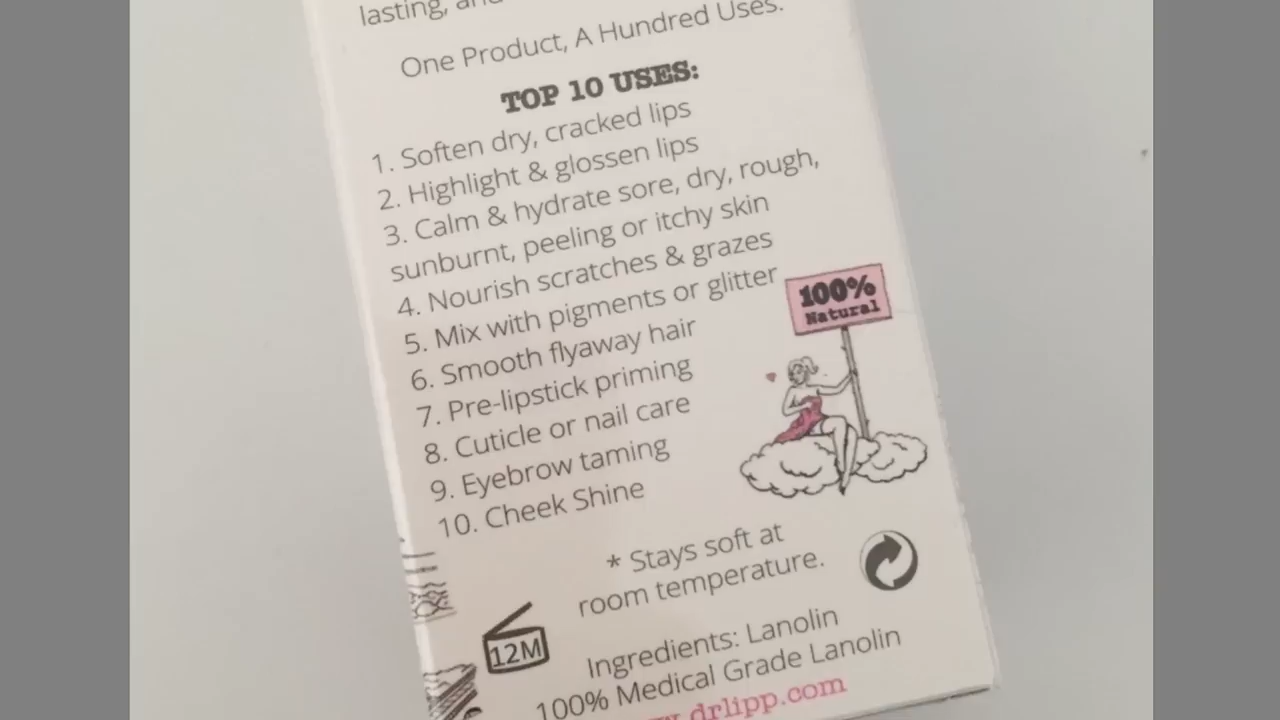 lasting, and
One Product, A Hundred Uses.
TOP 10 USES:
1. Soften dry, cracked lips
2. Highlight & glossen lips
3. Calm & hydrate sore, dry, rough,
sunburnt, peeling or itchy skin
4. Nourish scratches & grazes
5. Mix with pigments or glitter
6. Smooth flyaway hair
7. Pre-lipstick priming
8. Cuticle or nail care
9. Eyebrow taming
10. Cheek Shine
100%
Natural
* Stays soft at
room temperature.
12M
Ingredients: Lanolin
100% Medical Grade Lanolin
drlipp.com